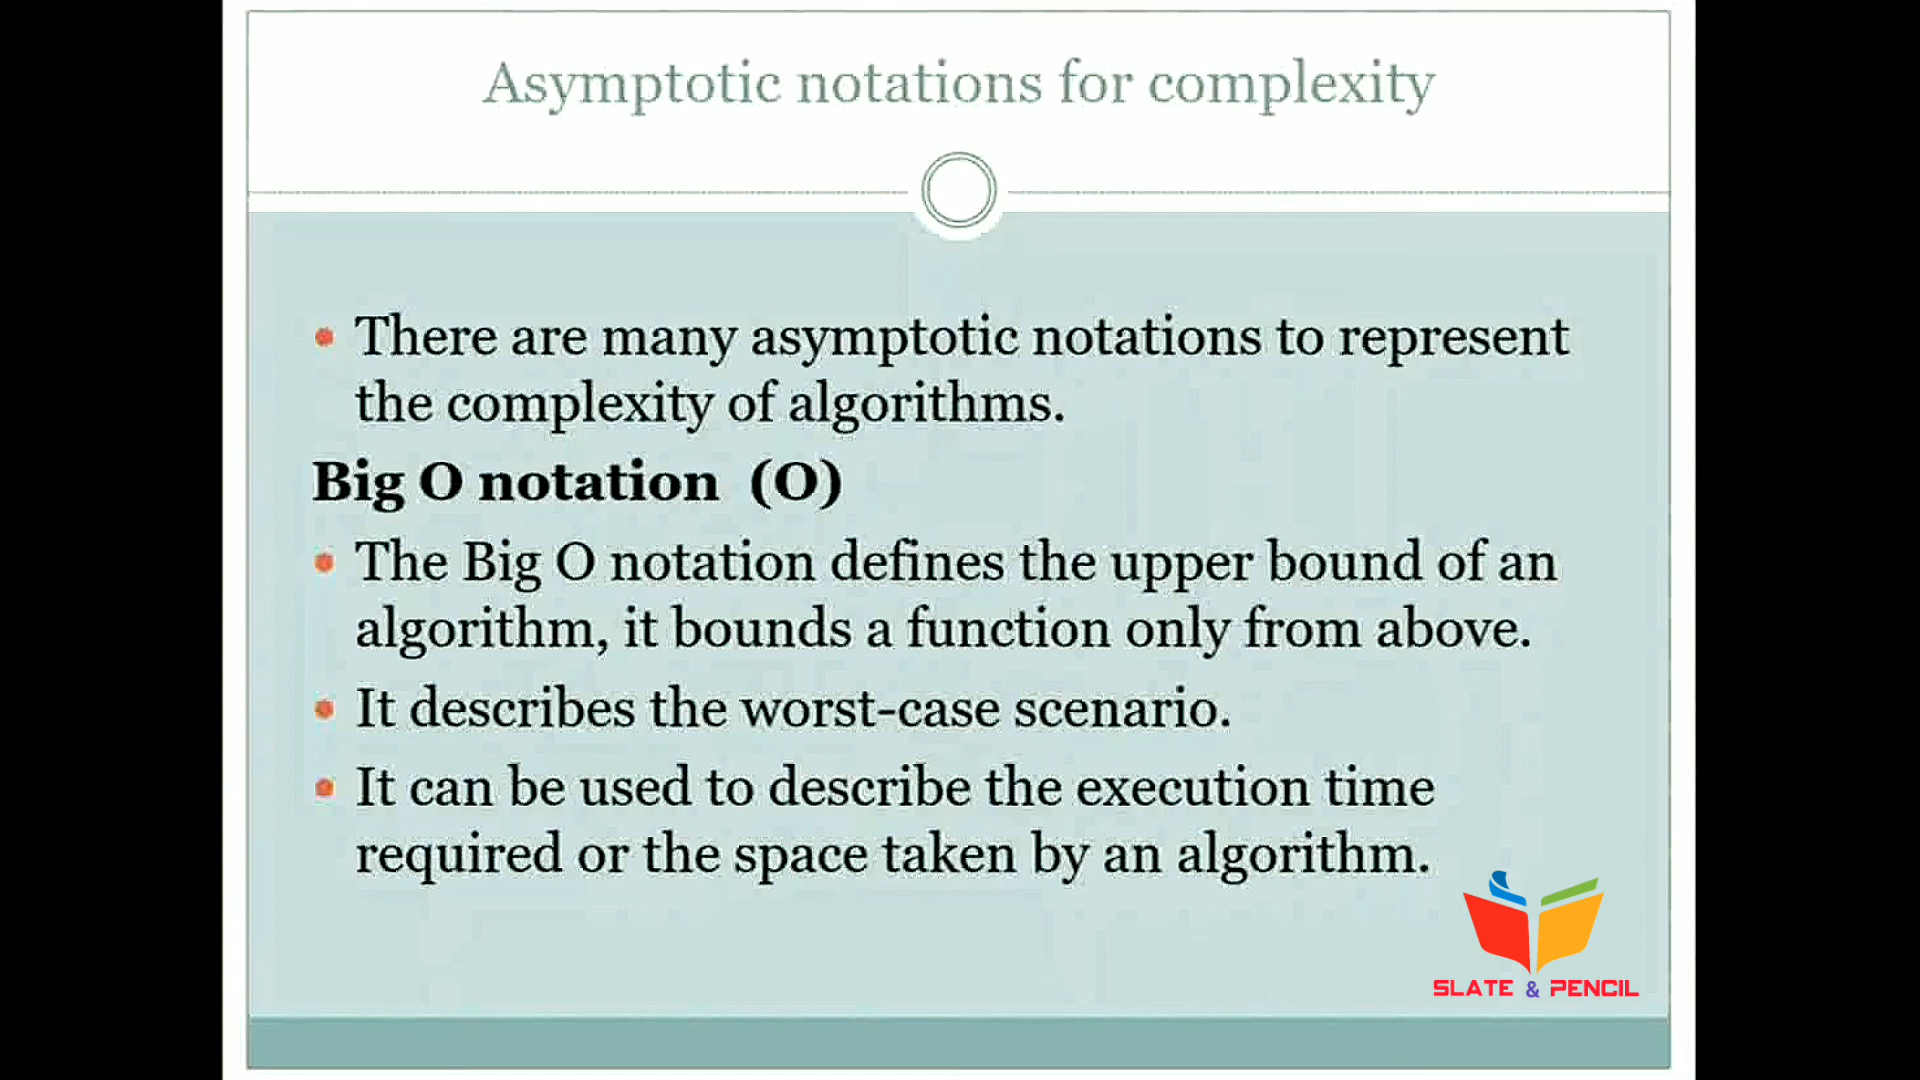 Asymptotic notations for complexity
There are many asymptotic notations to represent
the complexity of algorithms.
Big O notation (O)
The Big O notation defines the upper bound of an
algorithm, it bounds a function only from above.
It describes the worst-case scenario.
It can be used to describe the execution time
required or the space taken by an algorithm.
SLATE & PENCIL